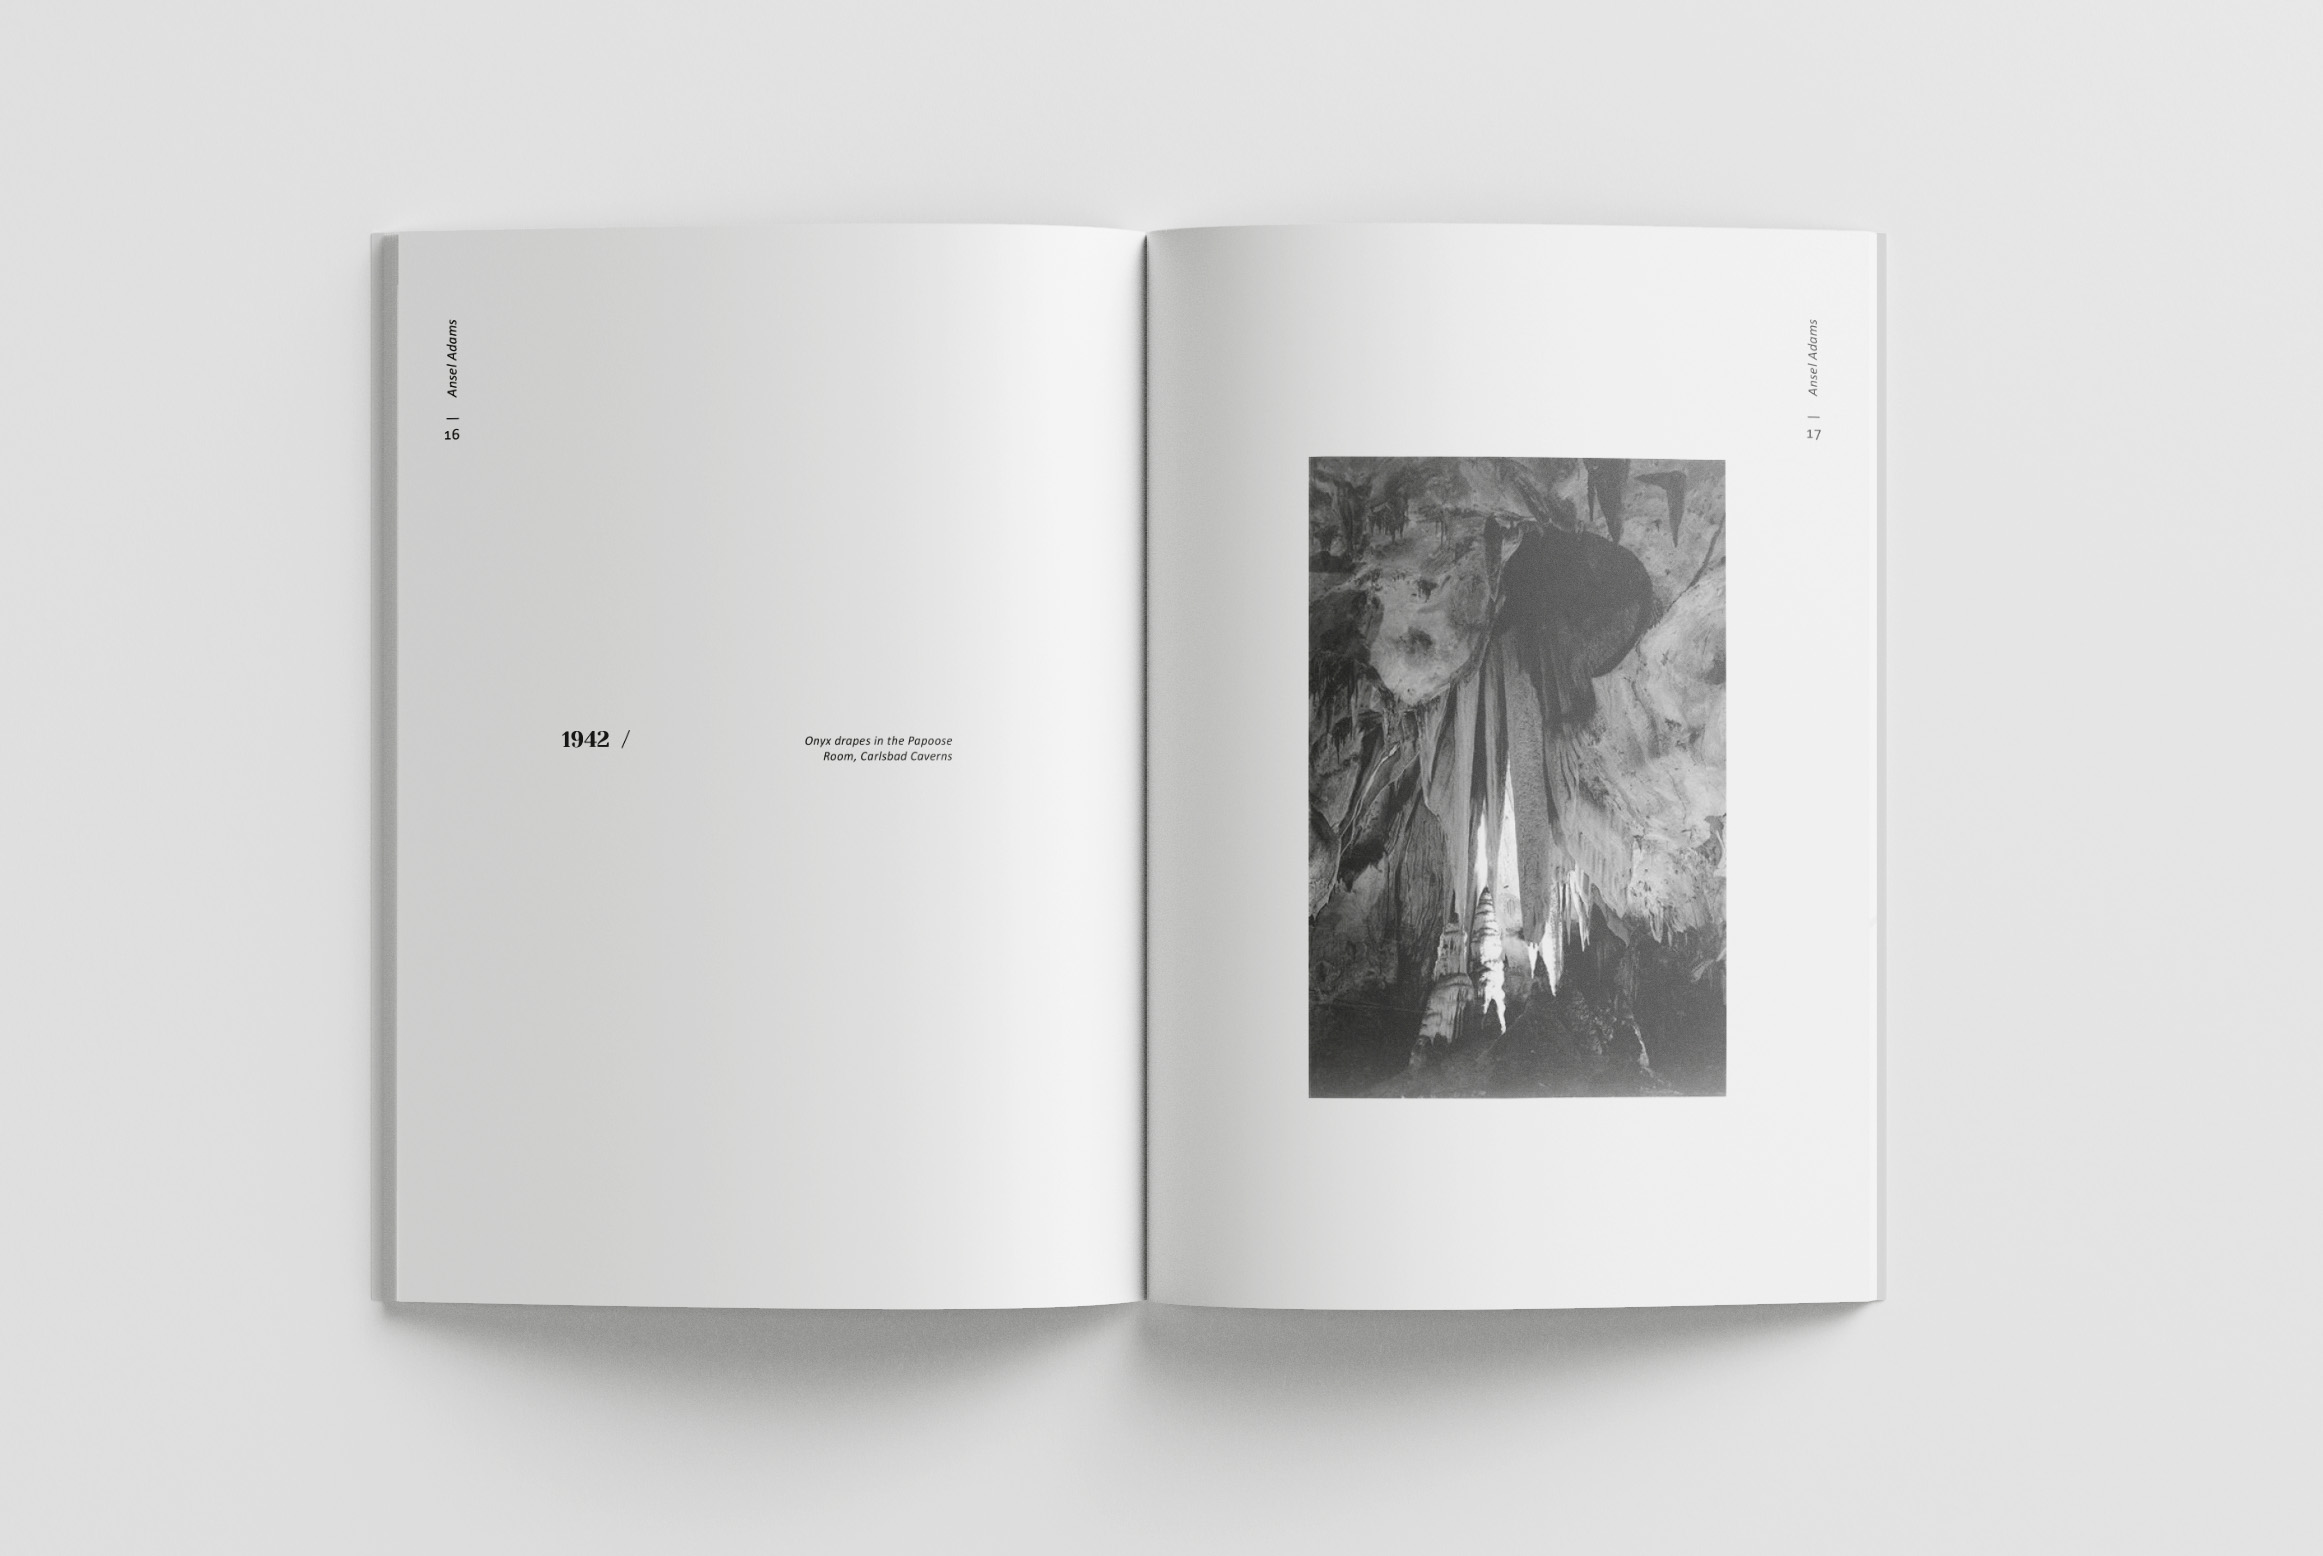 Ansel Adams
|
16
1942 /
Onyx drapes in the Papoose
Room, Carlsbad Caverns
Ansel Adams
|
17